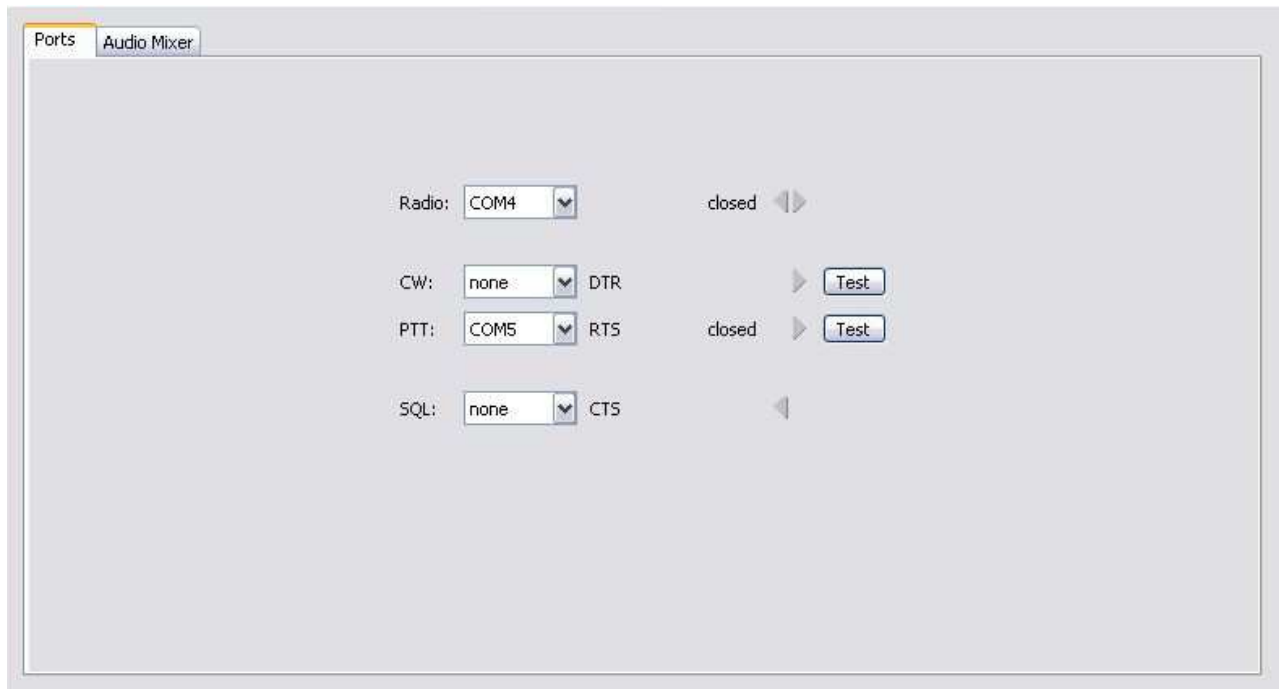 Ports Audio Mixer
Radio: COM4 closed
CW: none DTR Test
PTT: COM5 RTS closed Test
SQL: none CTS